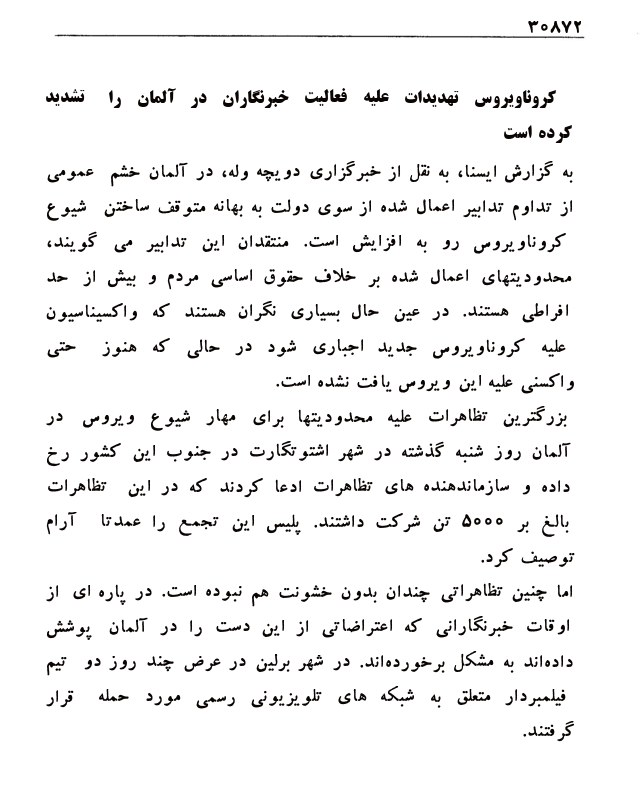 ۳۰۸۷۲
کروناویروس تهدیدات علیه فعالیت خبرنگاران در آلمان را تشدید
کرده است
به گزارش ایسنا، به نقل از خبرگزاری دویچه وله، در آلمان خشم عمومی
از تداوم تدابیر اعمال شده از سوی دولت به بهانه متوقف ساختن شیوع
کروناویروس رو به افزایش است. منتقدان این تدابیر می گویند،
محدودیتهای اعمال شده بر خلاف حقوق اساسی مردم و بیش از حد
افراطی هستند. در عین حال بسیاری نگران هستند که واکسیناسیون
علیه کروناویروس جدید اجباری شود در حالی که هنوز حتی
واکسنی علیه این ویروس یافت نشده است.
بزرگترین تظاهرات علیه محدودیتها برای مهار شیوع ویروس در
آلمان روز شنبه گذشته در شهر اشتوتگارت در جنوب این کشور رخ
داده و سازماندهنده های تظاهرات ادعا کردند که در این تظاهرات
بالغ بر ۵۰۰۰ تن شرکت داشتند. پلیس این تجمع را عمدتا آرام
توصیف کرد.
اما چنین تظاهراتی چندان بدون خشونت هم نبوده است. در پاره ای از
اوقات خبرنگارانی که اعتراضاتی از این دست را در آلمان پوشش
داده‌اند به مشکل برخورده‌اند. در شهر برلین در عرض چند روز دو تیم
فیلمبردار متعلق به شبکه های تلویزیونی رسمی مورد حمله قرار
گرفتند.